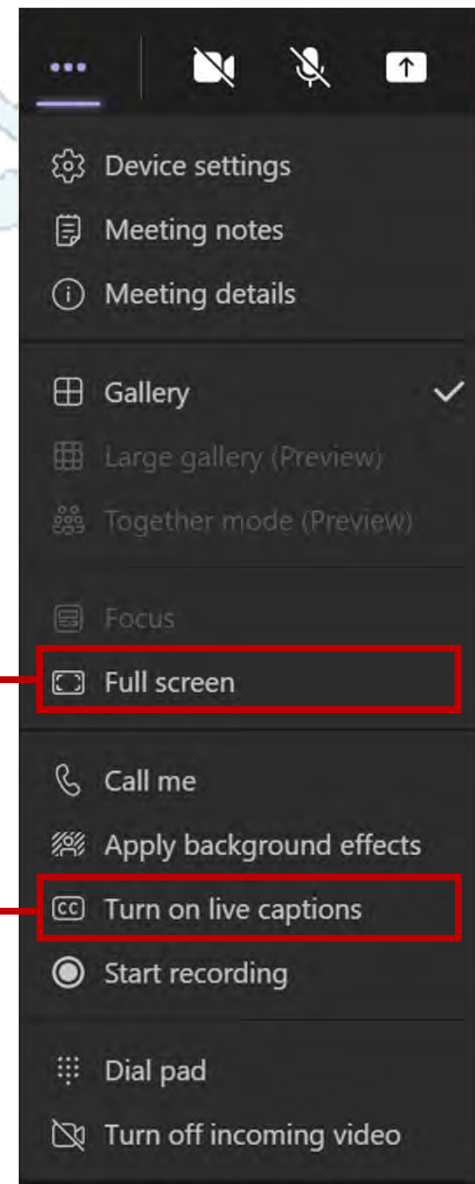 Device settings
Meeting notes
Meeting details
Gallery
Large gallery (Preview)
Together mode (Preview)
Focus
Full screen
Call me
Apply background effects
CC Turn on live captions
Start recording
Dial pad
Turn off incoming video